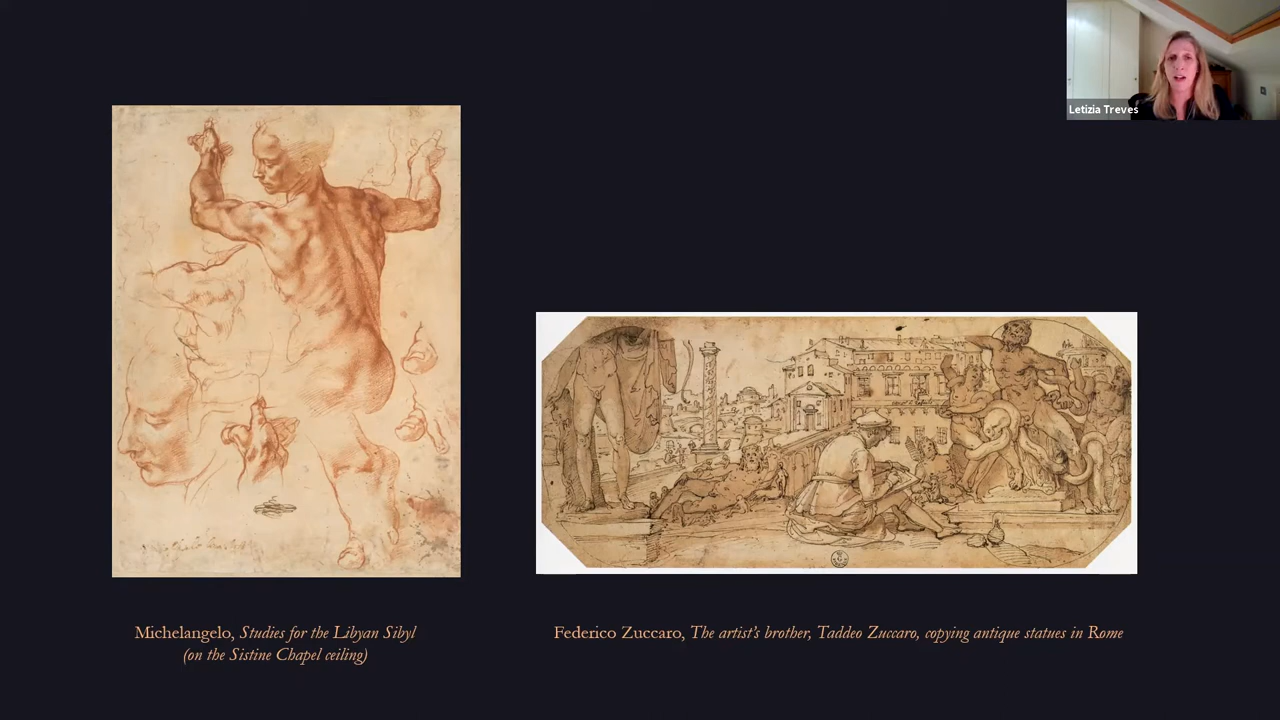 Letizia Treves
Michelangelo, Studies for the Libyan Sibyl
(on the Sistine Chapel ceiling)
Federico Zuccaro, The artist's brother, Taddeo Zuccaro, copying antique statues in Rome